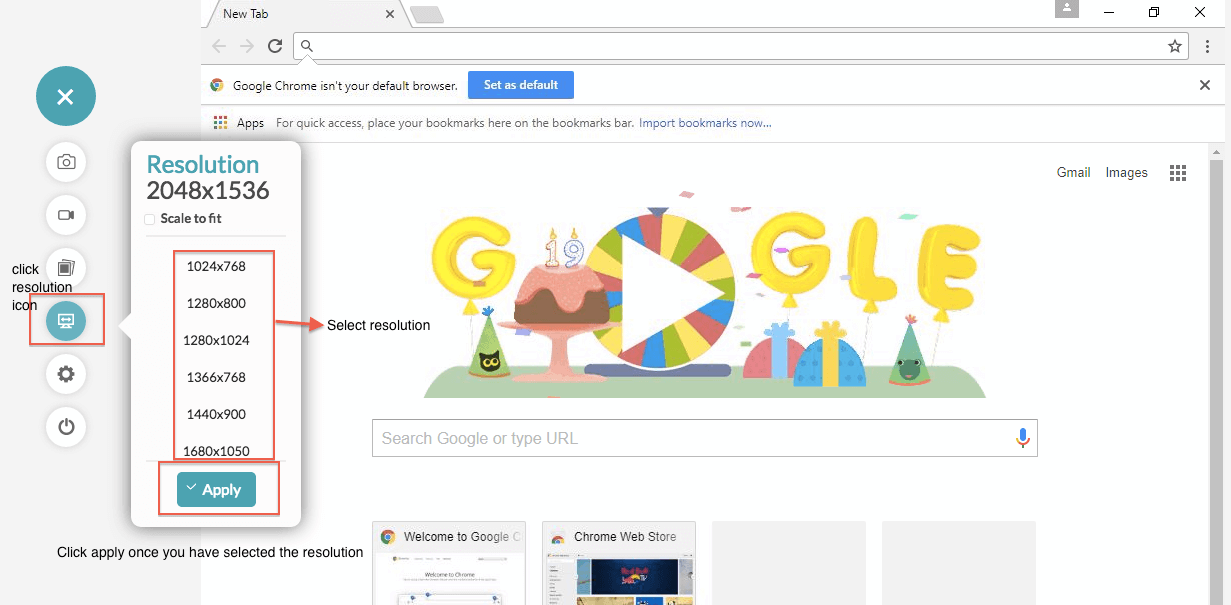 New Tab
Google Chrome isn't your default browser.
Set as default
Apps
For quick access, place your bookmarks here on the bookmarks bar. Import bookmarks now...
Gmail
Images
Resolution
2048x1536
Scale to fit
1024x768
1280x800
1280x1024
1366x768
1440x900
1680x1050
Apply
click
resolution
icon
Select resolution
Click apply once you have selected the resolution
G
19
GLE
Search Google or type URL
Welcome to Google C
Chrome Web Store
Welcome to Chrome